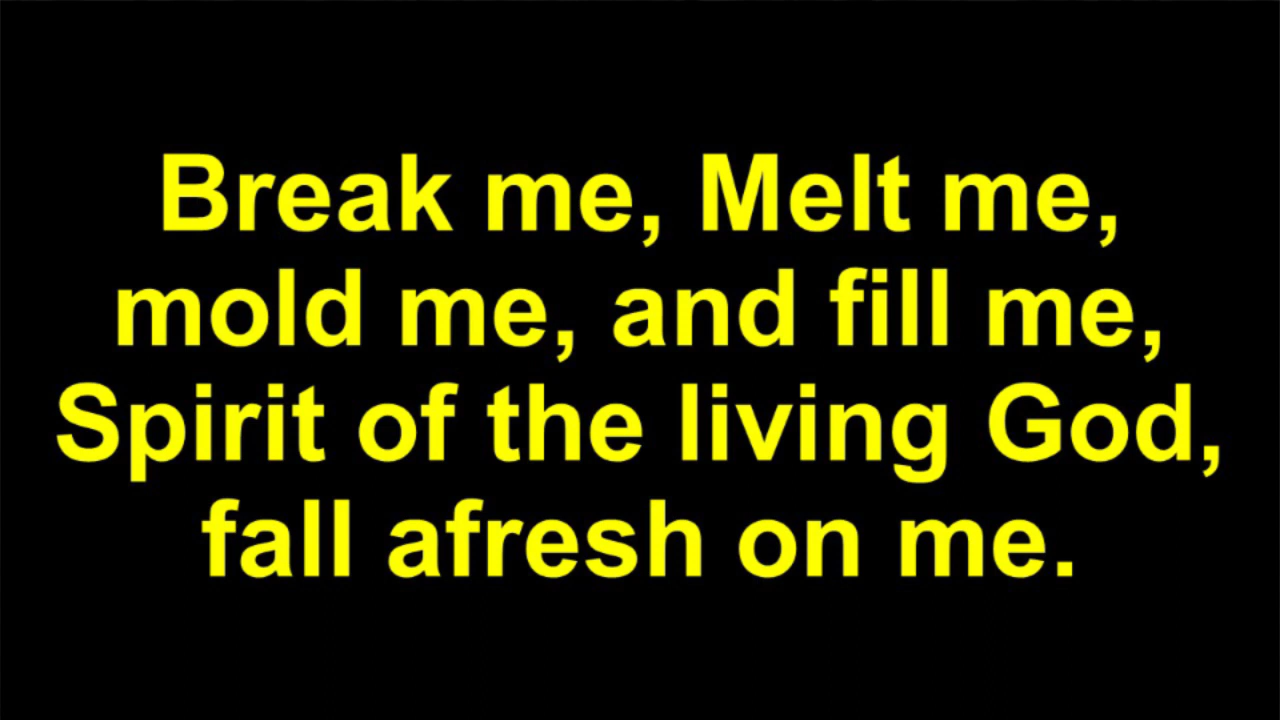 Break me, Melt me,
mold me, and fill me,
Spirit of the living God,
fall afresh on me.